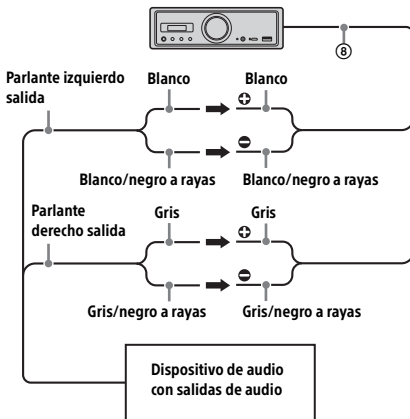 ⑧
Parlante izquierdo
salida
Blanco
Blanco
Blanco/negro a rayas
Blanco/negro a rayas
Parlante
derecho salida
Gris
Gris
Gris/negro a rayas
Gris/negro a rayas
Dispositivo de audio
con salidas de audio